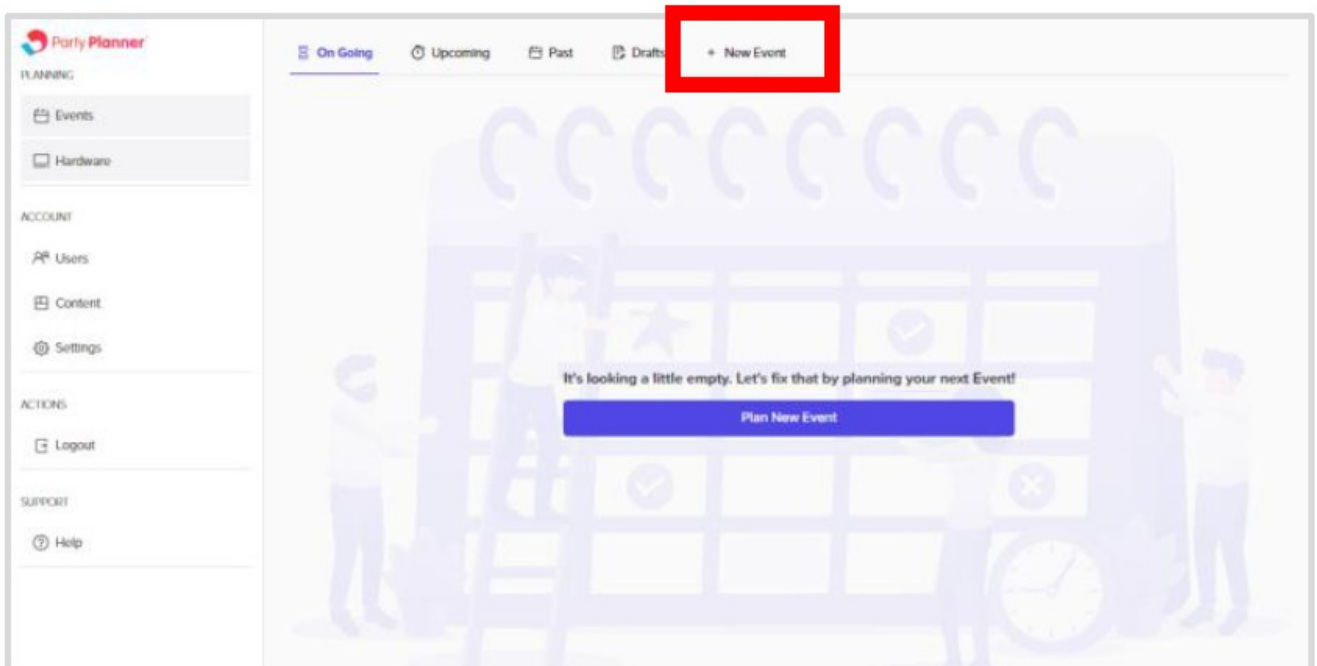 Party Planner
PLANNING
Events
Hardware
ACCOUNT
Users
Content
Settings
ACTIONS
Logout
SUPPORT
Help
On Going Upcoming Past Drafts + New Event
It's looking a little empty. Let's fix that by planning your next Event!
Plan New Event